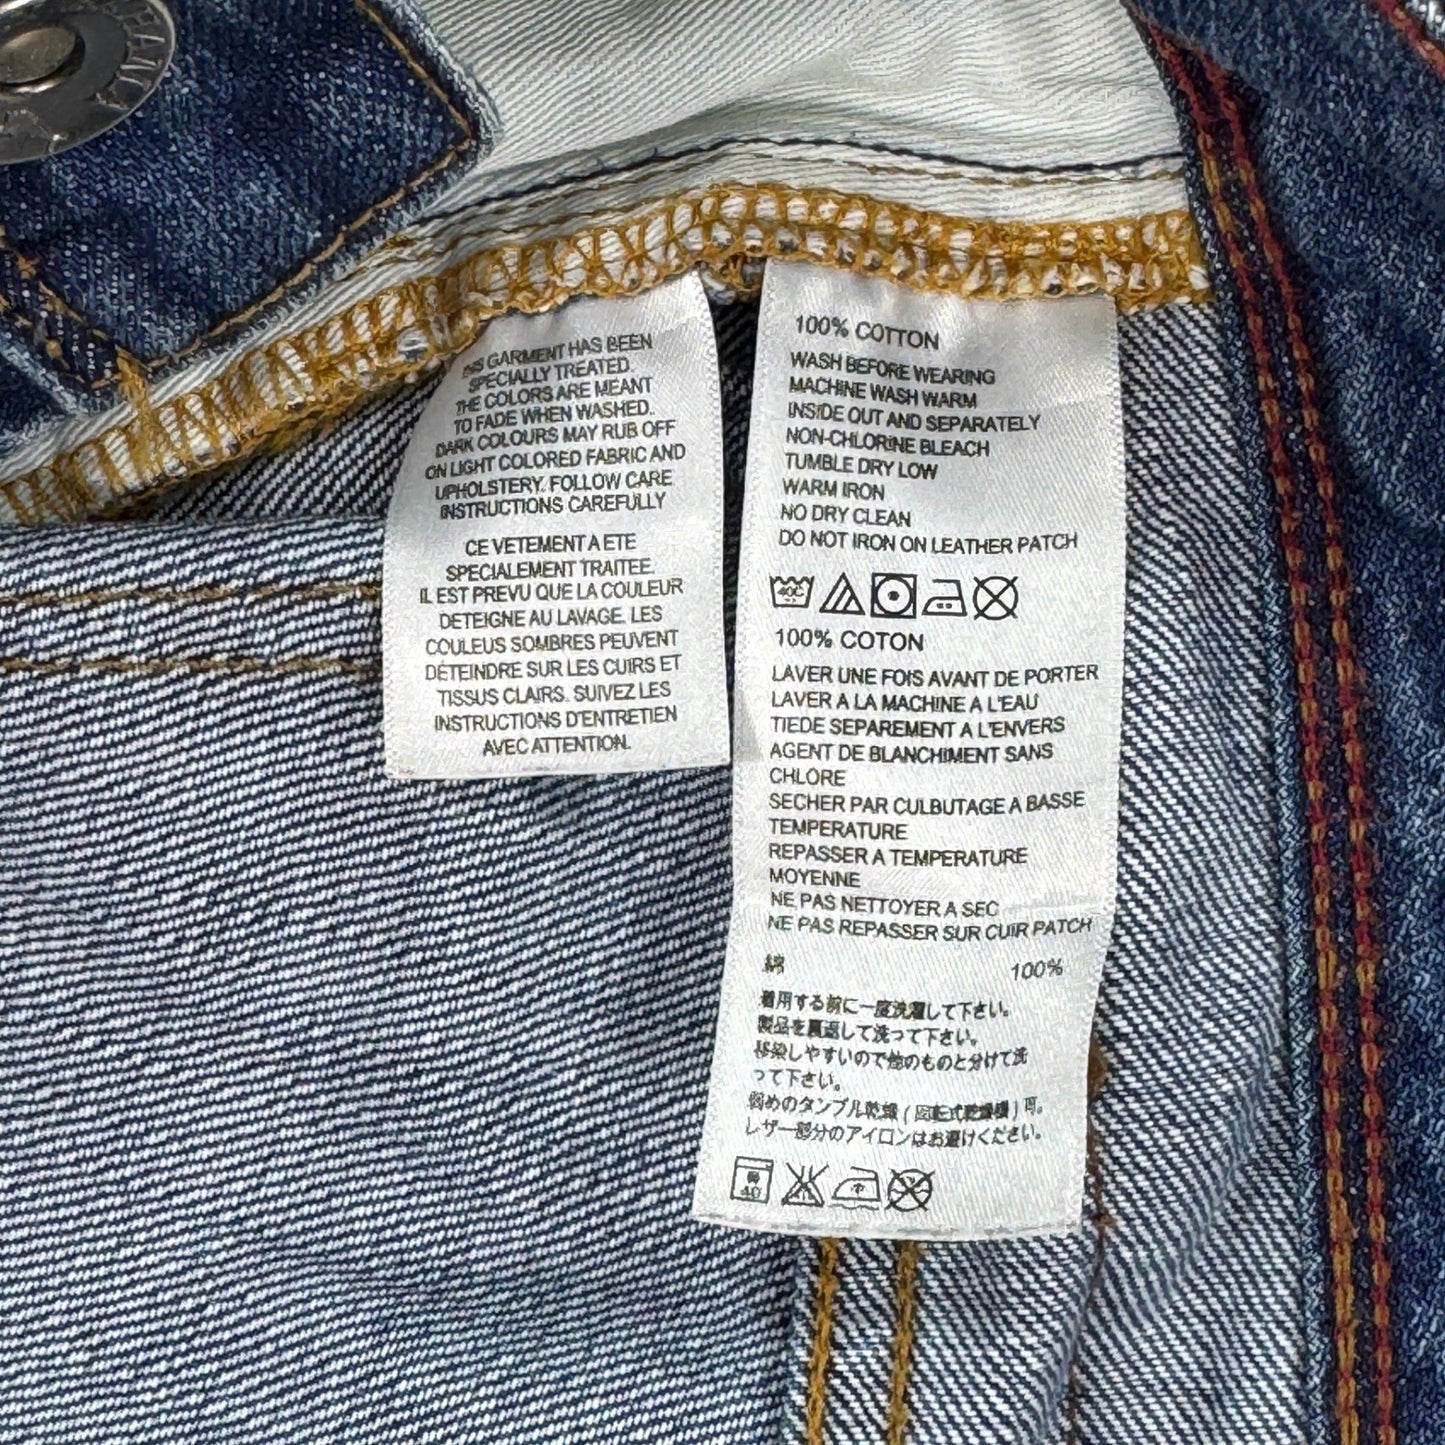 THIS GARMENT HAS BEEN
SPECIALLY TREATED.
THE COLORS ARE MEANT
TO FADE WHEN WASHED.
DARK COLOURS MAY RUB OFF
ON LIGHT COLORED FABRIC AND
UPHOLSTERY. FOLLOW CARE
INSTRUCTIONS CAREFULLY
CE VETEMENT A ETE
SPECIALEMENT TRAITEE.
IL EST PREVU QUE LA COULEUR
DETEIGNE AU LAVAGE. LES
COULEUS SOMBRES PEUVENT
DÉTEINDRE SUR LES CUIRS ET
TISSUS CLAIRS. SUIVEZ LES
INSTRUCTIONS D'ENTRETIEN
AVEC ATTENTION.
100% COTTON
WASH BEFORE WEARING
MACHINE WASH WARM
INSIDE OUT AND SEPARATELY
NON-CHLORINE BLEACH
TUMBLE DRY LOW
WARM IRON
NO DRY CLEAN
DO NOT IRON ON LEATHER PATCH
40C
100% COTON
LAVER UNE FOIS AVANT DE PORTER
LAVER A LA MACHINE A L'EAU
TIEDE SEPAREMENT A L'ENVERS
AGENT DE BLANCHIMENT SANS
CHLORE
SECHER PAR CULBUTAGE A BASSE
TEMPERATURE
REPASSER A TEMPERATURE
MOYENNE
NE PAS NETTOYER A SEC
NE PAS REPASSER SUR CUIR PATCH
綿 100%
着用する前に一度洗濯して下さい。
製品を裏返して洗って下さい。
移染しやすいので他のものと分けて洗
って下さい。
弱めのタンブル乾燥(回転式乾燥機)可。
レザー部分のアイロンはお避けください。
40